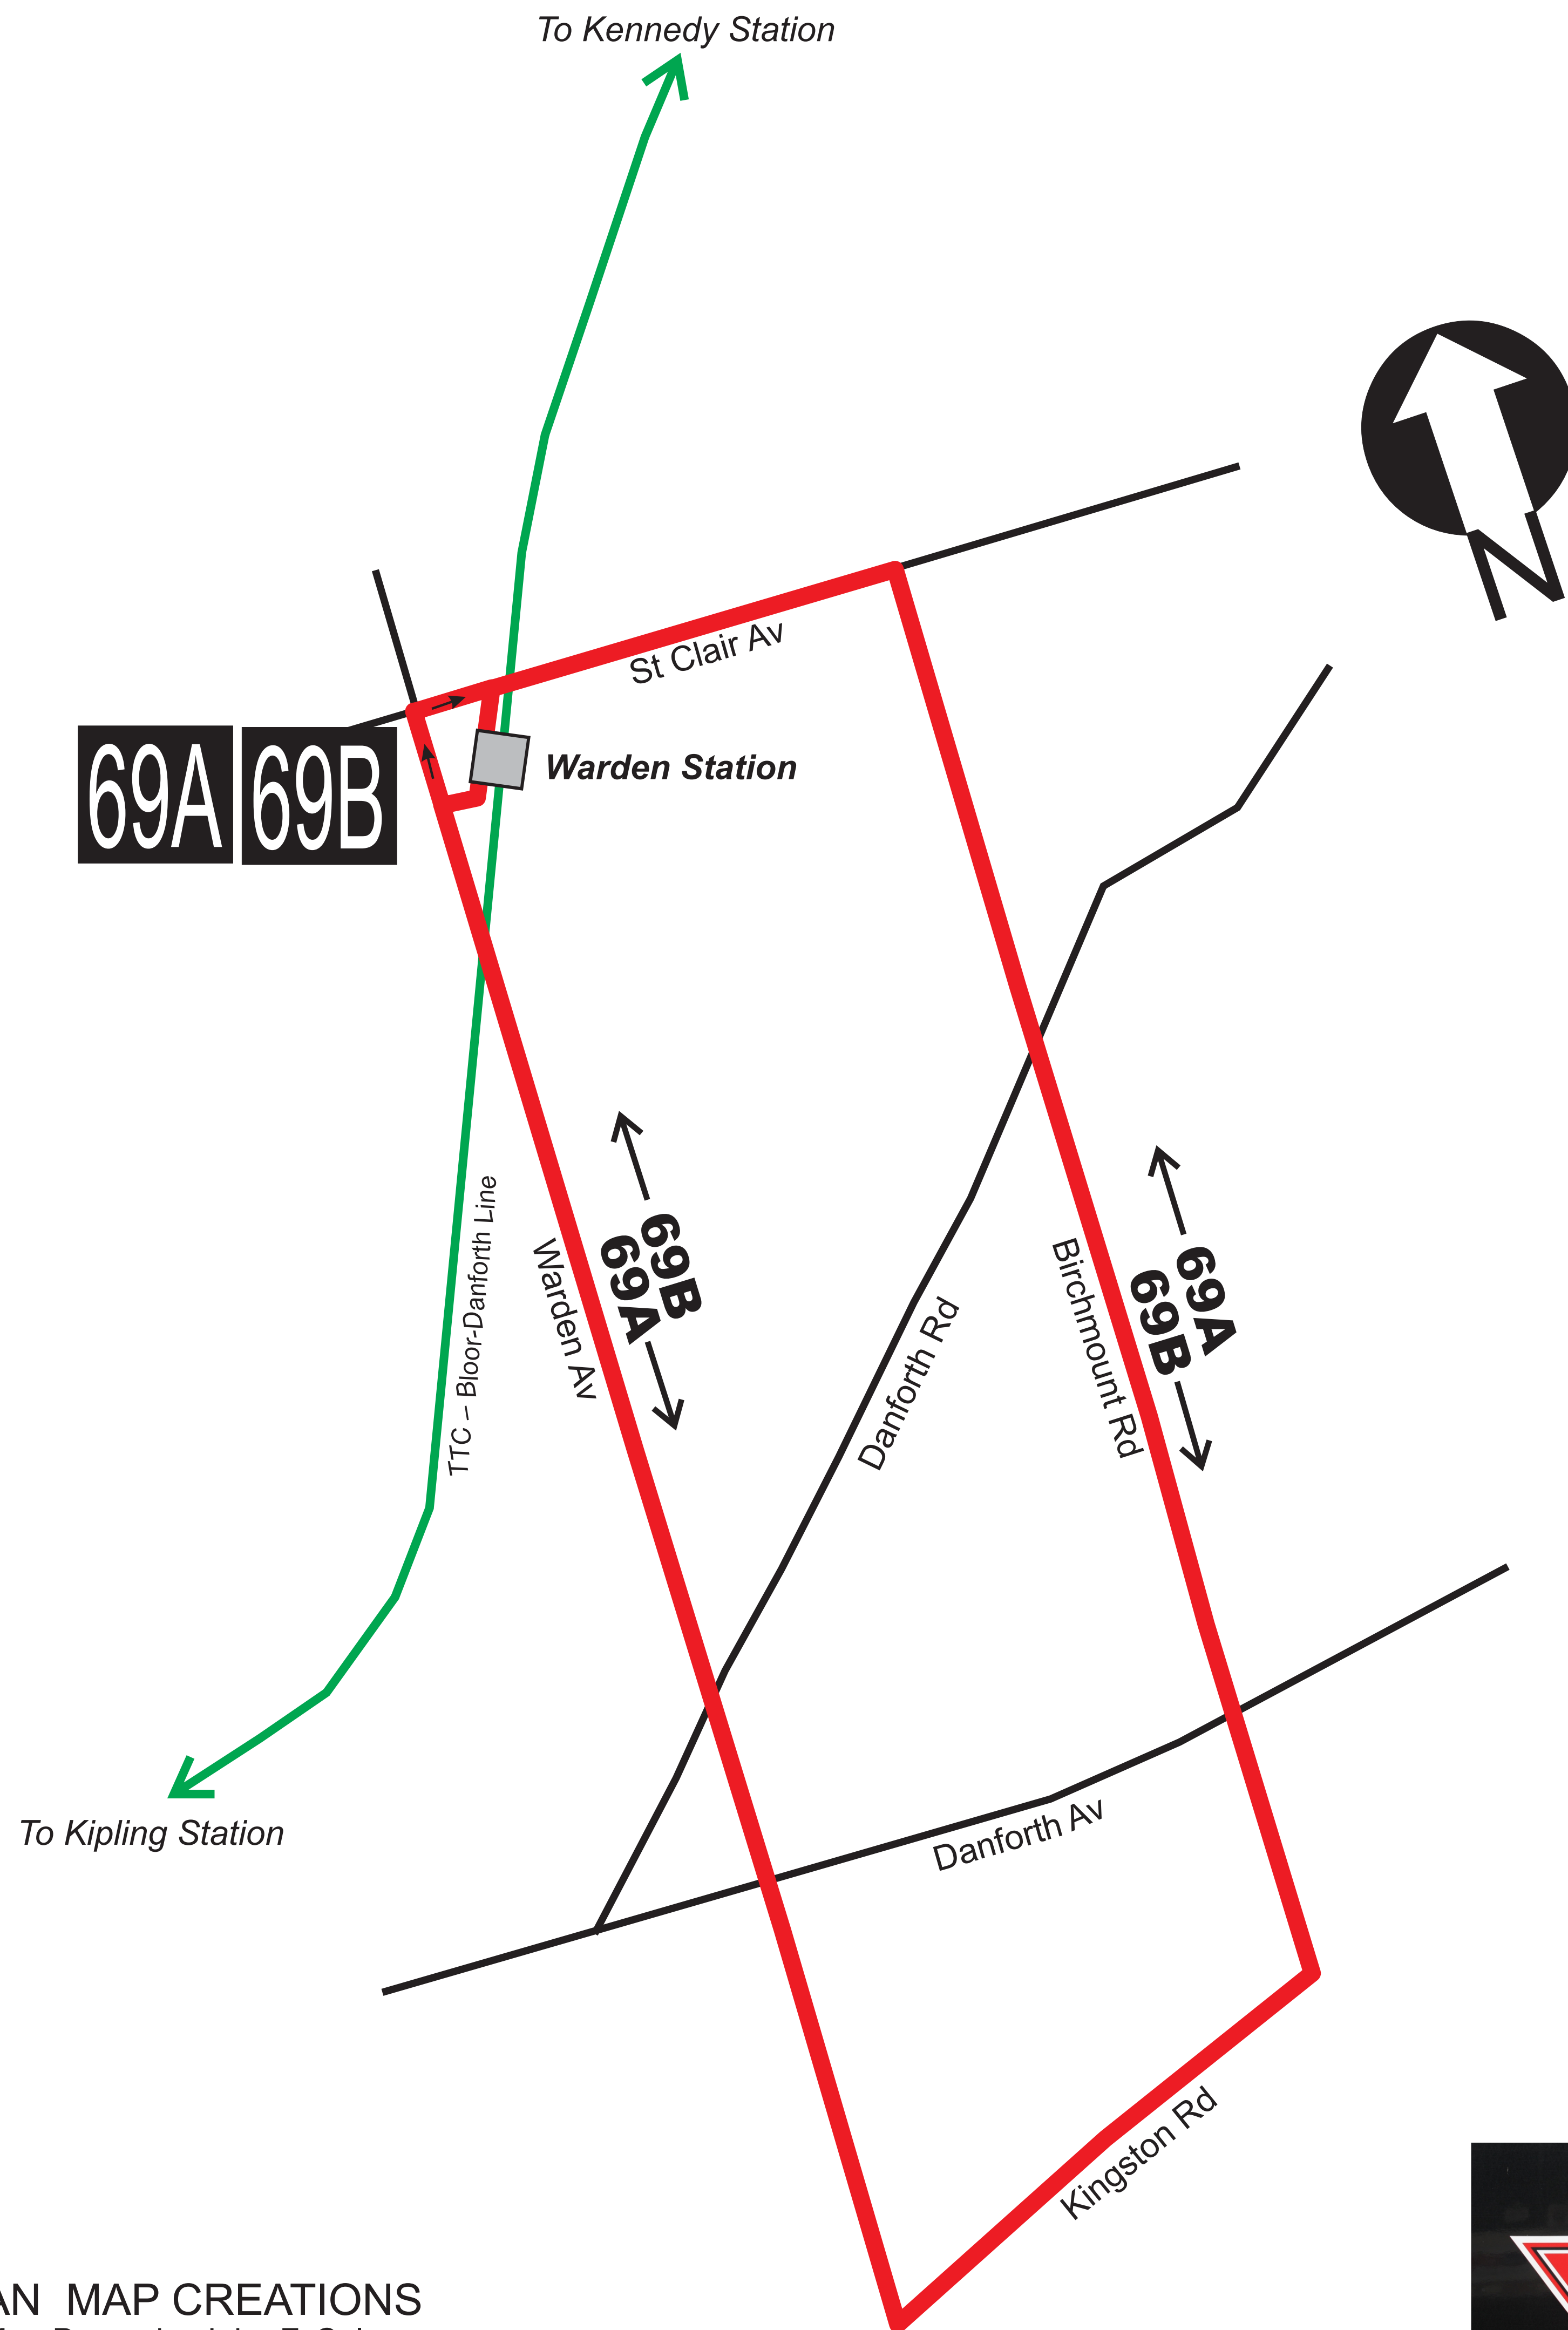 To Kennedy Station
N
St Clair Av
69A
69B
Warden Station
TTC – Bloor-Danforth Line
Warden Av
69B
69A
Danforth Rd
Birchmount Rd
69A
69B
To Kipling Station
Danforth Av
Kingston Rd
MAP CREATIONS